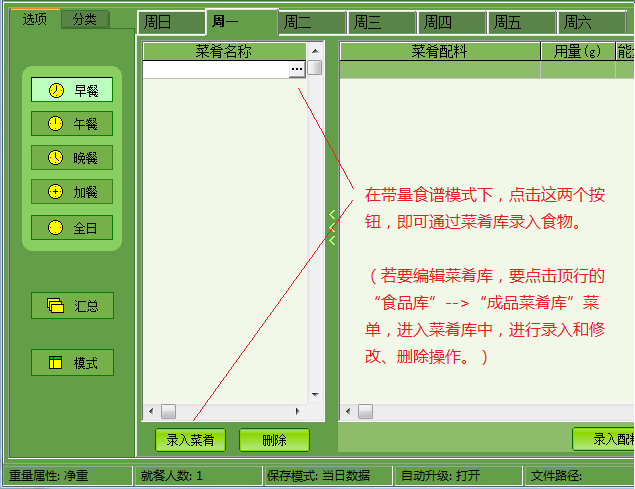 选项 分类
周日 周一 周二 周三 周四 周五 周六
菜肴名称 菜肴配料 用量(g)
...
早餐
午餐
晚餐
加餐
全日
汇总
模式
在带量食谱模式下，点击这两个按
钮，即可通过菜肴库录入食物。
（若要编辑菜肴库，要点击顶行的
“食品库”-->“成品菜肴库”菜
单，进入菜肴库中，进行录入和修
改、删除操作。）
录入菜肴 删除 录入配料
重量属性: 净重 就餐人数: 1 保存模式: 当日数据 自动升级: 打开 文件路径: